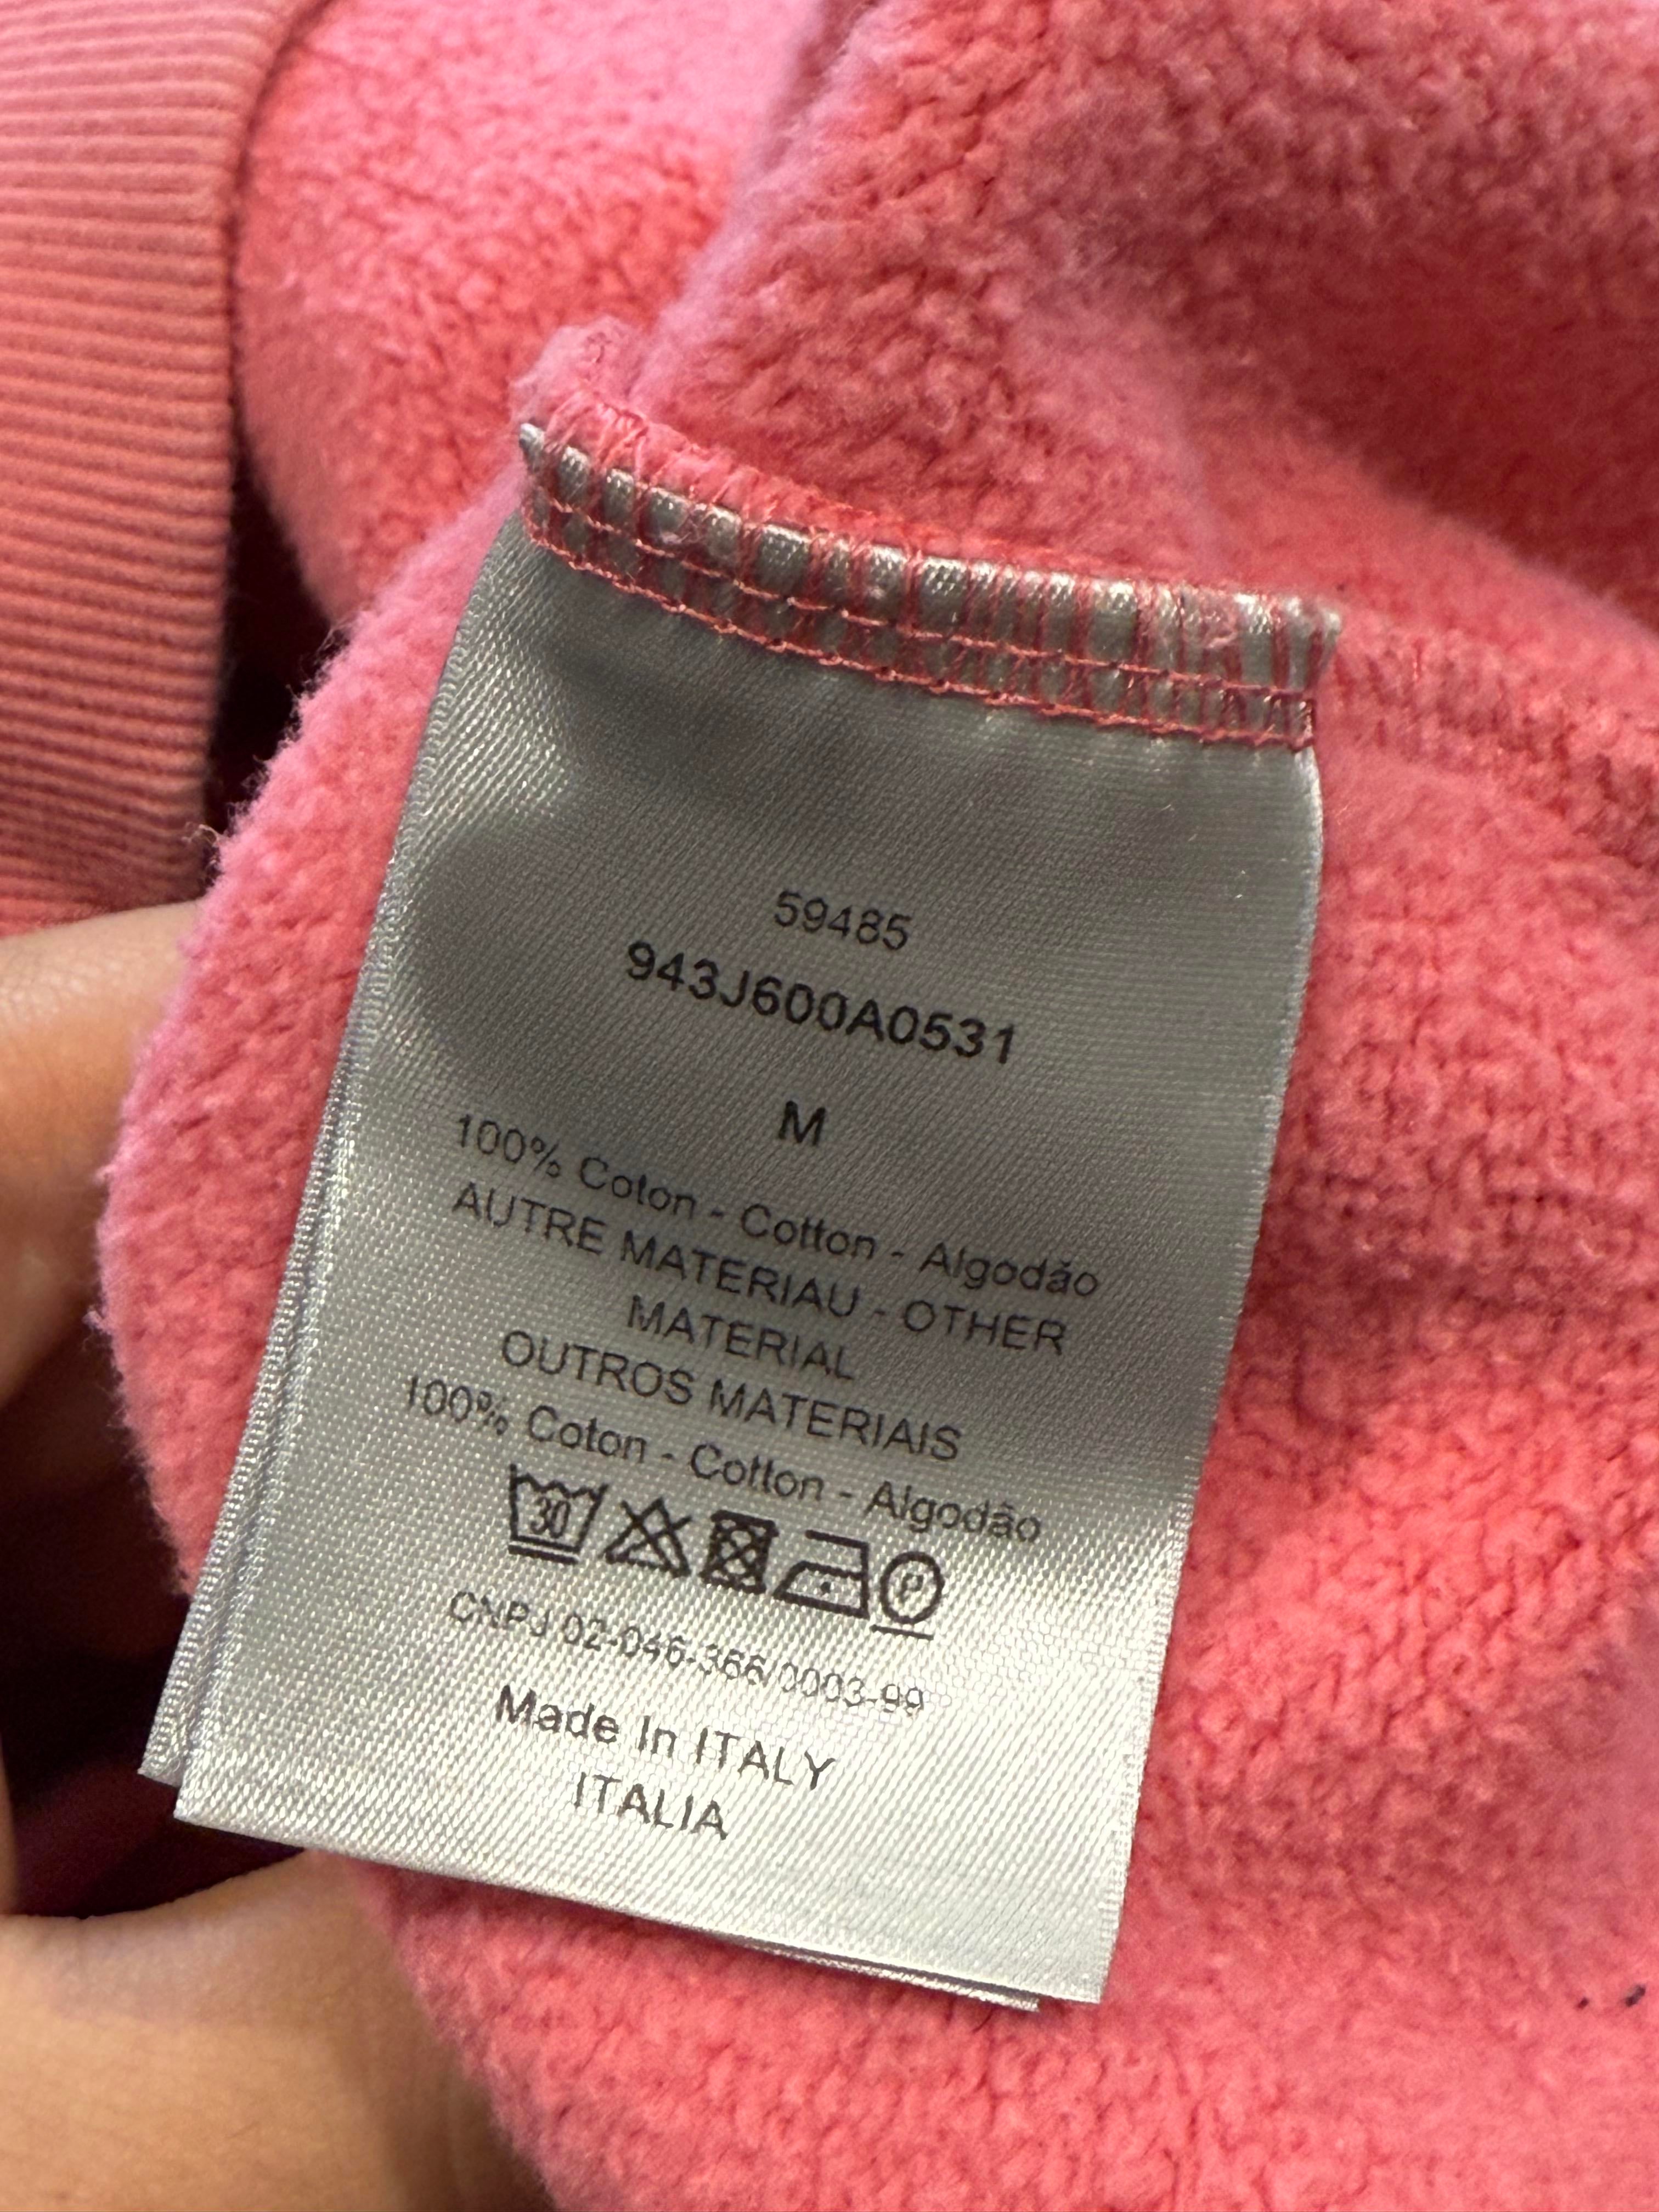 59485
943J600A0531
M
100% Coton - Cotton - Algodão
AUTRE MATERIAU - OTHER
MATERIAL
OUTROS MATERIAIS
100% Coton - Cotton - Algodão
30 P
CNPJ 02-046-366/0003-99
Made In ITALY
ITALIA